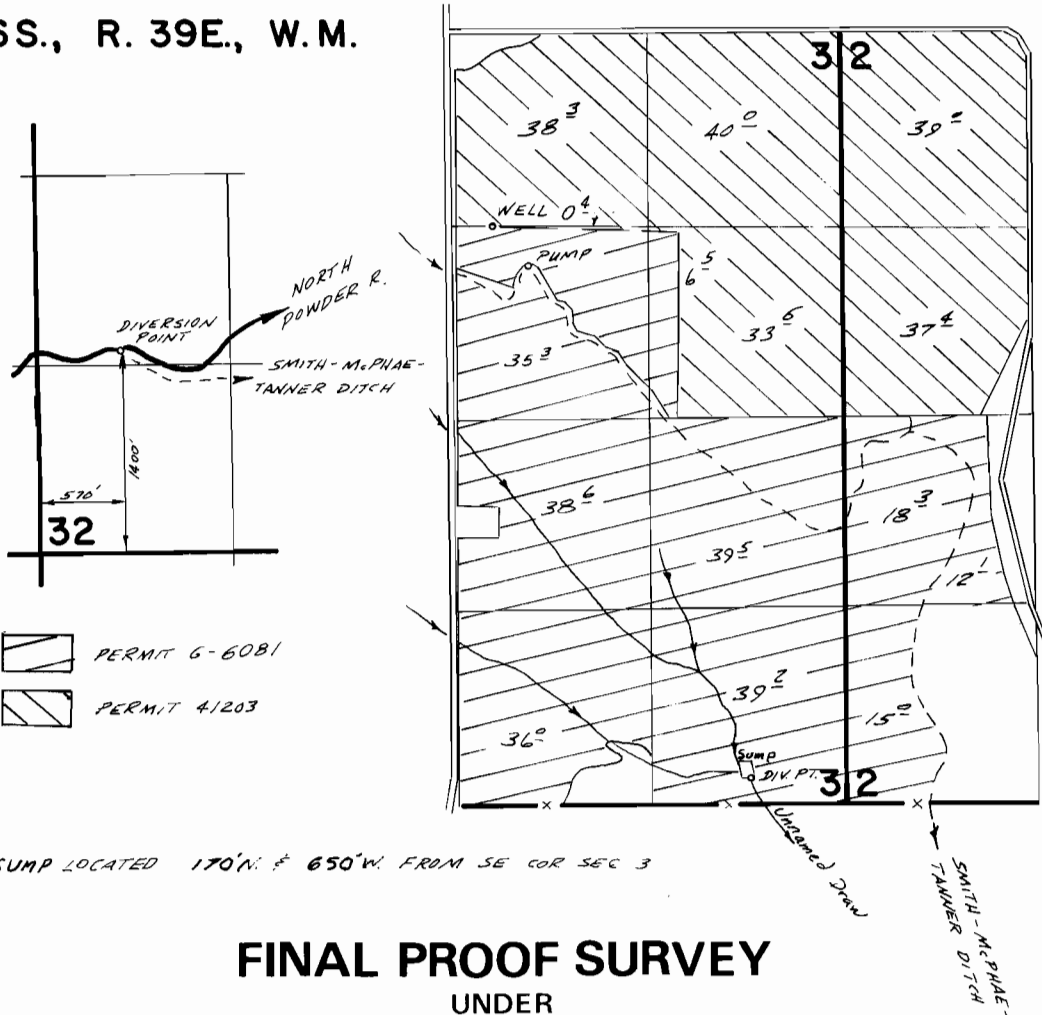 SS., R. 39E., W.M.
3 2
38 3
40 0
39 0
WELL 0 4
PUMP
6 5
33 6
37 4
35 3
NORTH
POWDER R.
DIVERSION
POINT
SMITH-McPHAE-
TANNER DITCH
1400'
570'
32
38 6
39 5
18 3
12 1
PERMIT G-6081
PERMIT 41203
39 2
36 0
15 0
Sump
DIV. PT.
3 2
x x x
Unnamed Draw
SUMP LOCATED 170'N. & 650'W. FROM SE COR SEC 3
SMITH-McPHAE-
TANNER DITCH
FINAL PROOF SURVEY
UNDER